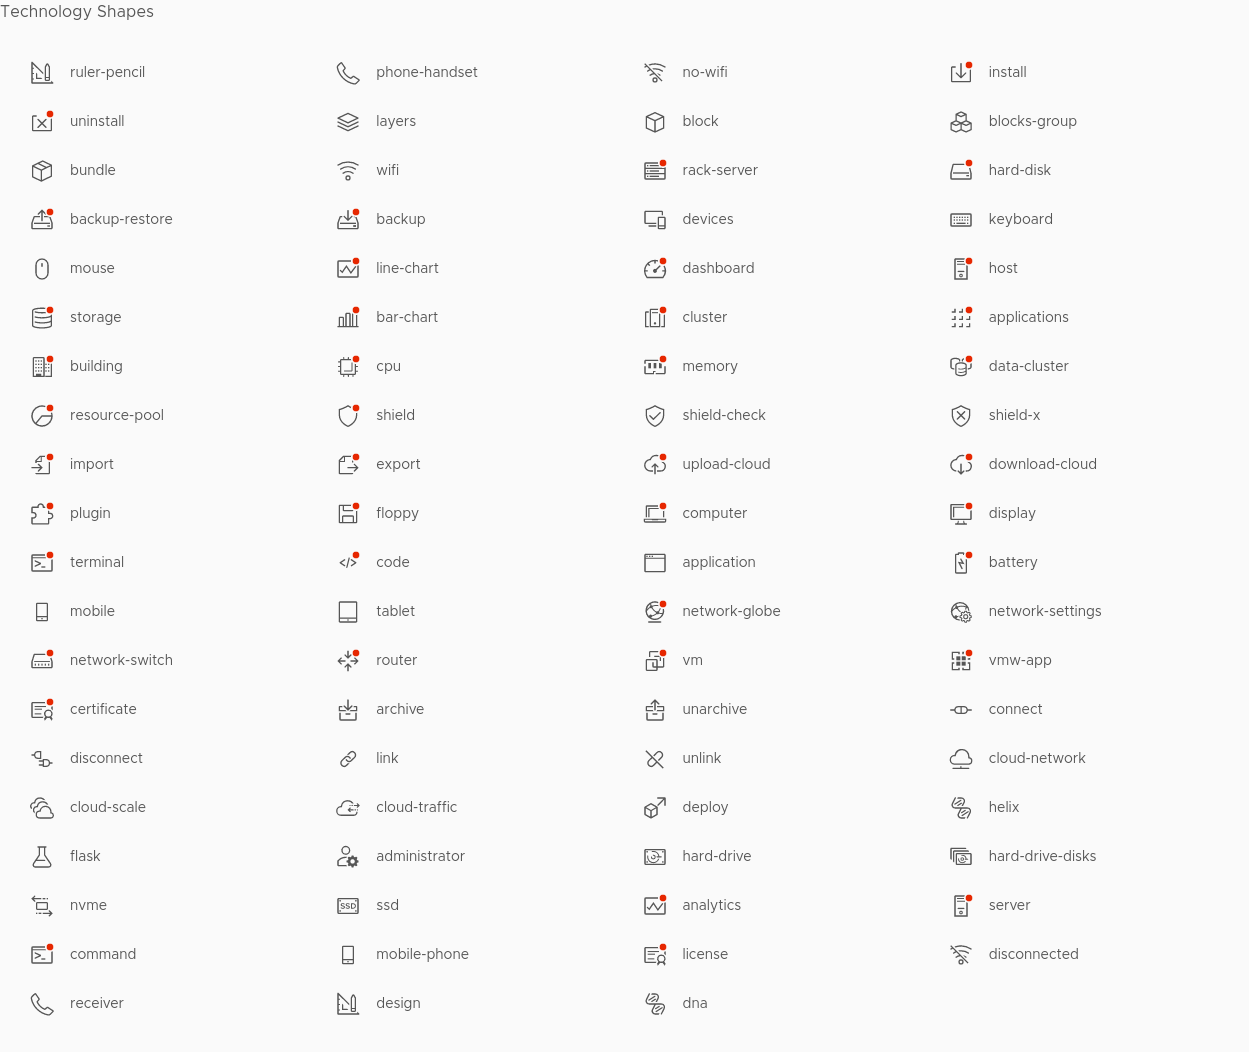 Technology Shapes
ruler-pencil
phone-handset
no-wifi
install
uninstall
layers
block
blocks-group
bundle
wifi
rack-server
hard-disk
backup-restore
backup
devices
keyboard
mouse
line-chart
dashboard
host
storage
bar-chart
cluster
applications
building
cpu
memory
data-cluster
resource-pool
shield
shield-check
shield-x
import
export
upload-cloud
download-cloud
plugin
floppy
computer
display
terminal
code
application
battery
mobile
tablet
network-globe
network-settings
network-switch
router
vm
vmw-app
certificate
archive
unarchive
connect
disconnect
link
unlink
cloud-network
cloud-scale
cloud-traffic
deploy
helix
flask
administrator
hard-drive
hard-drive-disks
nvme
SSD
ssd
analytics
server
command
mobile-phone
license
disconnected
receiver
design
dna